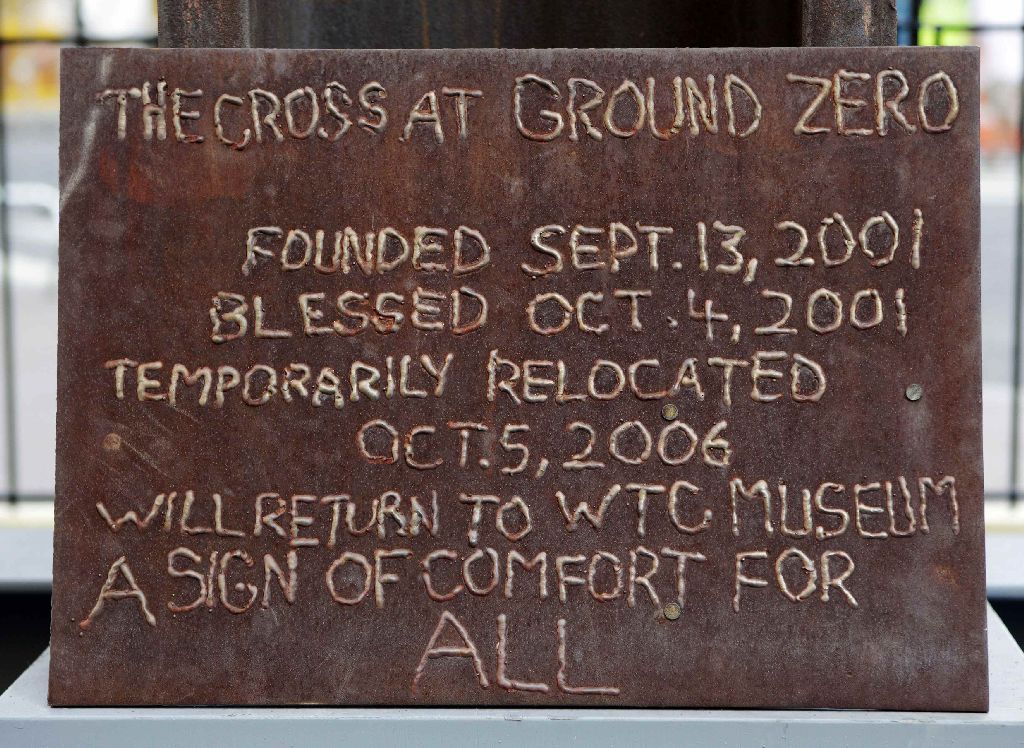 THE CROSS AT GROUND ZERO
FOUNDED SEPT. 13, 2001
BLESSED OCT. 4, 2001
TEMPORARILY RELOCATED
OCT. 5, 2006
WILL RETURN TO WTC MUSEUM
A SIGN OF COMFORT FOR
ALL